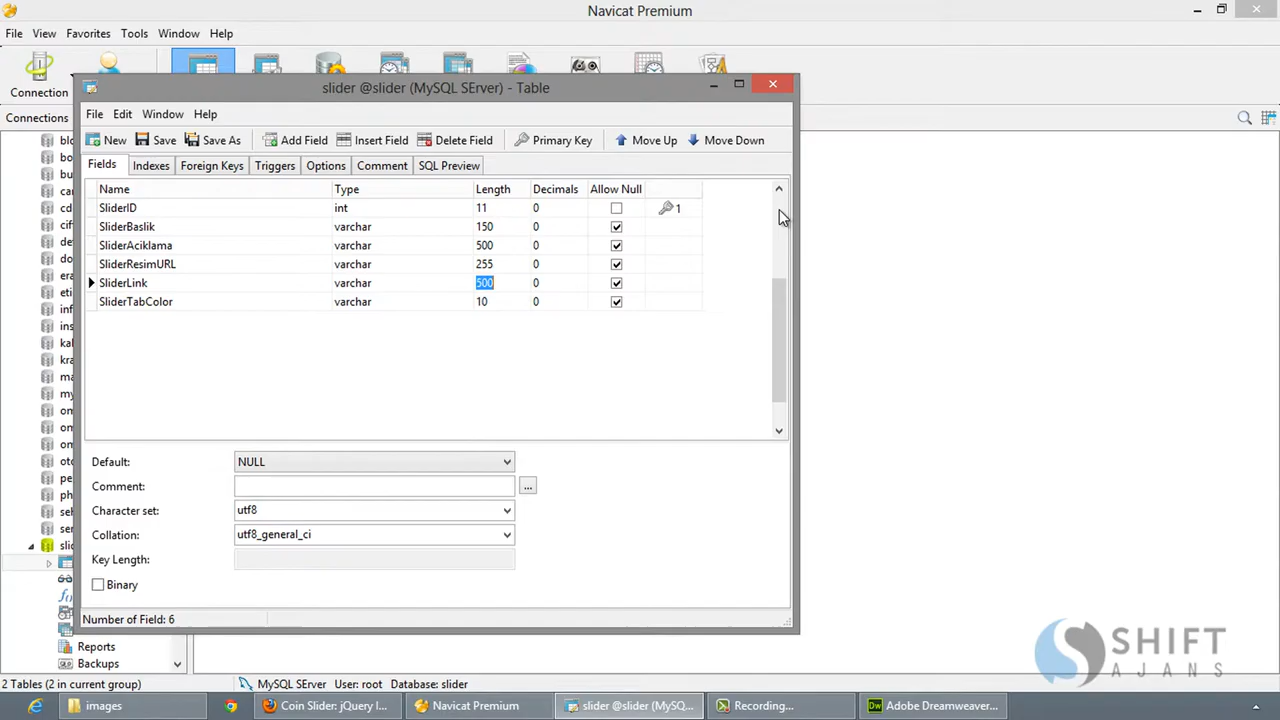 Navicat Premium
File View Favorites Tools Window Help
Connection
Connections
slider @slider (MySQL SErver) - Table
File Edit Window Help
New Save Save As Add Field Insert Field Delete Field Primary Key Move Up Move Down
Fields Indexes Foreign Keys Triggers Options Comment SQL Preview
Name Type Length Decimals Allow Null
SliderID int 11 0 1
SliderBaslik varchar 150 0
SliderAciklama varchar 500 0
SliderResimURL varchar 255 0
SliderLink varchar 500 0
SliderTabColor varchar 10 0
Default: NULL
Comment: ...
Character set: utf8
Collation: utf8_general_ci
Key Length:
Binary
Number of Field: 6
Reports
Backups
SHIFT
AJANS
2 Tables (2 in current group) MySQL SErver User: root Database: slider
images Coin Slider: jQuery I... Navicat Premium slider @slider (MySQ... Recording... Adobe Dreamweaver...